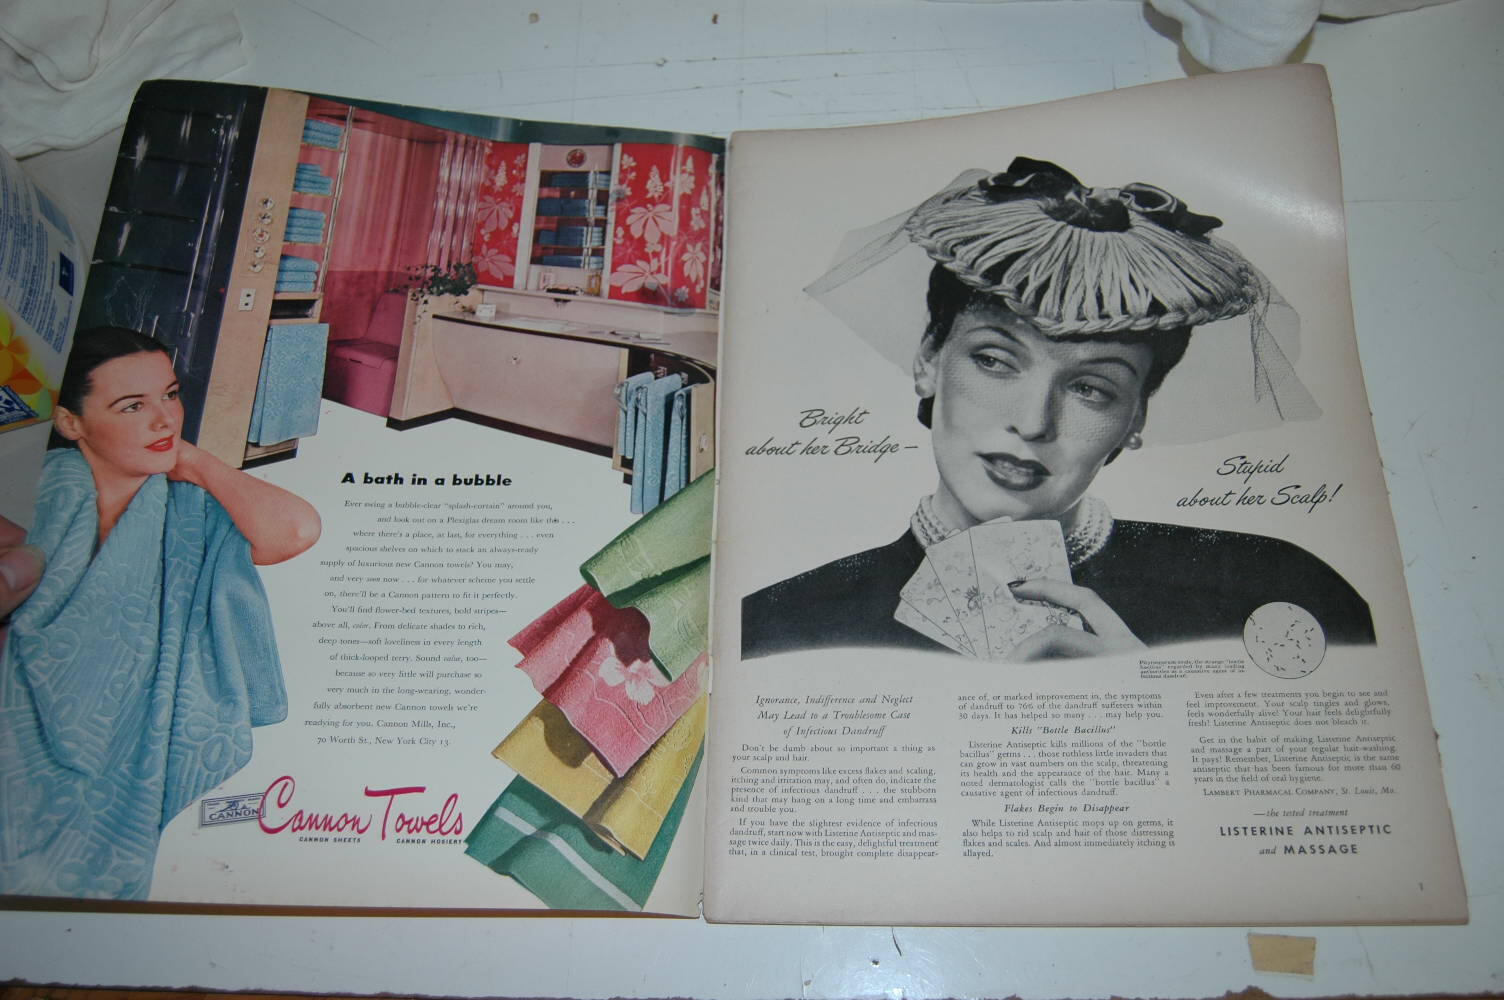 A bath in a bubble
Ever swing a bubble-clear "splash-curtain" around you,
and look out on a Plexiglas dream room like this . . .
where there's a place, at last, for everything . . . even
spacious shelves on which to stack an always-ready
supply of luxurious new Cannon towels? You may,
and very soon now . . . for whatever scheme you settle
on, there'll be a Cannon pattern to fit it perfectly.
You'll find flower-bed textures, bold stripes—
above all, color. From delicate shades to rich,
deep tones—soft loveliness in every length
of thick-looped terry. Sound value, too—
because so very little will purchase so
very much in the long-wearing, wonder-
fully absorbent new Cannon towels we're
readying for you. Cannon Mills, Inc.,
70 Worth St., New York City 13.
CANNON
Cannon Towels
CANNON SHEETS CANNON HOSIERY
Bright
about her Bridge —
Stupid
about her Scalp!
Pityrosporum ovale, the strange "bottle
bacillus" regarded by many leading
authorities as a causative agent of in-
fectious dandruff.
Ignorance, Indifference and Neglect
May Lead to a Troublesome Case
of Infectious Dandruff
Don't be dumb about so important a thing as
your scalp and hair.
Common symptoms like excess flakes and scaling,
itching and irritation may, and often do, indicate the
presence of infectious dandruff . . . the stubborn
kind that may hang on a long time and embarrass
and trouble you.
If you have the slightest evidence of infectious
dandruff, start now with Listerine Antiseptic and mas-
sage twice daily. This is the easy, delightful treatment
that, in a clinical test, brought complete disappear-
ance of, or marked improvement in, the symptoms
of dandruff to 76% of dandruff sufferers within
30 days. It has helped so many . . . may help you.
Kills "Bottle Bacillus"
Listerine Antiseptic kills millions of the "bottle
bacillus" germs . . . those ruthless little invaders that
can grow in vast numbers on the scalp, threatening
its health and the appearance of the hair. Many a
noted dermatologist calls the "bottle bacillus" a
causative agent of infectious dandruff.
Flakes Begin to Disappear
While Listerine Antiseptic mops up on germs, it
also helps to rid scalp and hair of those distressing
flakes and scales. And almost immediately itching is
allayed.
Even after a few treatments you begin to see and
feel improvement. Your scalp tingles and glows,
feels wonderfully alive! Your hair feels delightfully
fresh! Listerine Antiseptic does not bleach it.
Get in the habit of making Listerine Antiseptic
and massage a part of your regular hair-washing.
It pays! Remember, Listerine Antiseptic is the same
antiseptic that has been famous for more than 60
years in the field of oral hygiene.
LAMBERT PHARMACAL COMPANY, St. Louis, Mo.
—the tested treatment
LISTERINE ANTISEPTIC
and MASSAGE
1